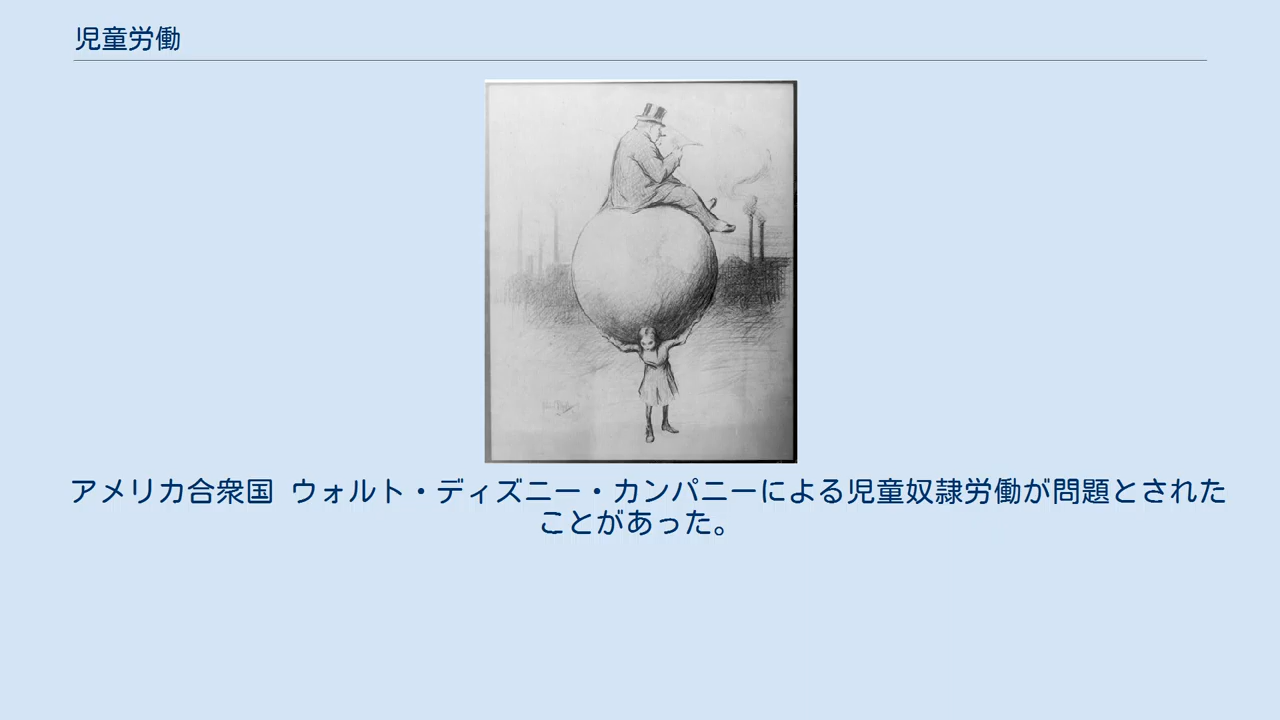 児童労働
アメリカ合衆国 ウォルト・ディズニー・カンパニーによる児童奴隷労働が問題とされた
ことがあった。